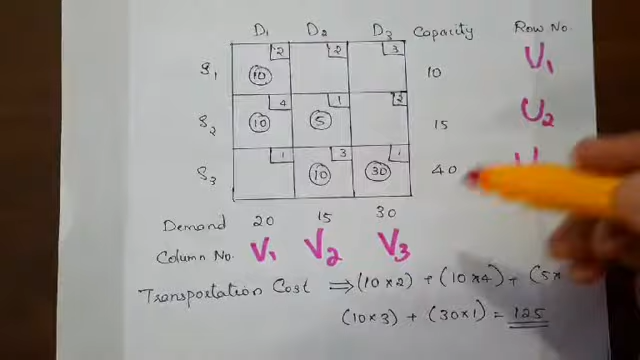 D1 D2 D3 Capacity Row No.
S1 2 10 2 3 10 U1
S2 4 10 1 5 2 15 U2
S3 1 3 10 1 30 40
Demand 20 15 30
Column No. V1 V2 V3
Transportation Cost ⇒ (10×2) + (10×4) + (5×
(10×3) + (30×1) = 125